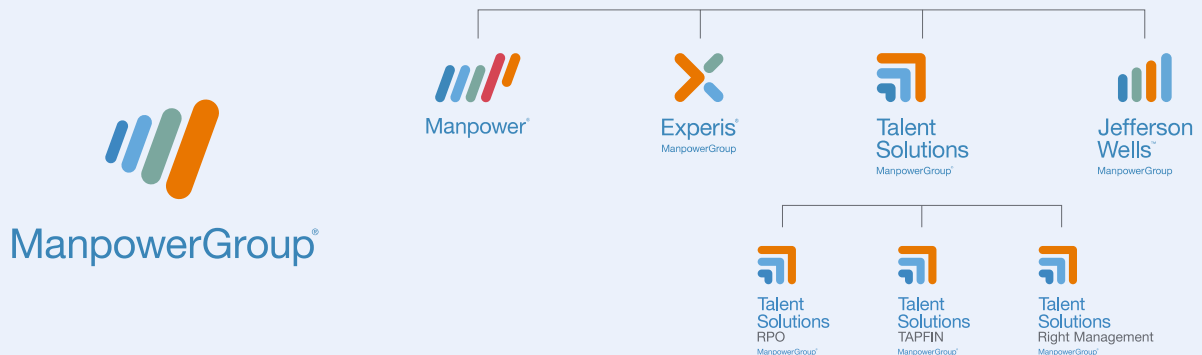 ManpowerGroup®
Manpower®
Experis®
ManpowerGroup
Talent
Solutions
ManpowerGroup®
Jefferson
Wells™
ManpowerGroup
Talent
Solutions
RPO
ManpowerGroup®
Talent
Solutions
TAPFIN
ManpowerGroup®
Talent
Solutions
Right Management
ManpowerGroup®